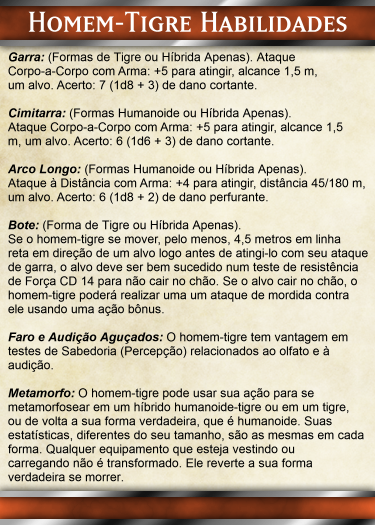 Homem-Tigre Habilidades
Garra: (Formas de Tigre ou Híbrida Apenas). Ataque
Corpo-a-Corpo com Arma: +5 para atingir, alcance 1,5 m,
um alvo. Acerto: 7 (1d8 + 3) de dano cortante.
Cimitarra: (Formas Humanoide ou Híbrida Apenas).
Ataque Corpo-a-Corpo com Arma: +5 para atingir, alcance 1,5
m, um alvo. Acerto: 6 (1d6 + 3) de dano cortante.
Arco Longo: (Formas Humanoide ou Híbrida Apenas).
Ataque à Distância com Arma: +4 para atingir, distância 45/180 m,
um alvo. Acerto: 6 (1d8 + 2) de dano perfurante.
Bote: (Forma de Tigre ou Híbrida Apenas).
Se o homem-tigre se mover, pelo menos, 4,5 metros em linha
reta em direção de um alvo logo antes de atingi-lo com seu ataque
de garra, o alvo deve ser bem sucedido num teste de resistência
de Força CD 14 para não cair no chão. Se o alvo cair no chão, o
homem-tigre poderá realizar uma um ataque de mordida contra
ele usando uma ação bônus.
Faro e Audição Aguçados: O homem-tigre tem vantagem em
testes de Sabedoria (Percepção) relacionados ao olfato e à
audição.
Metamorfo: O homem-tigre pode usar sua ação para se
metamorfosear em um híbrido humanoide-tigre ou em um tigre,
ou de volta a sua forma verdadeira, que é humanoide. Suas
estatísticas, diferentes do seu tamanho, são as mesmas em cada
forma. Qualquer equipamento que esteja vestindo ou
carregando não é transformado. Ele reverte a sua forma
verdadeira se morrer.